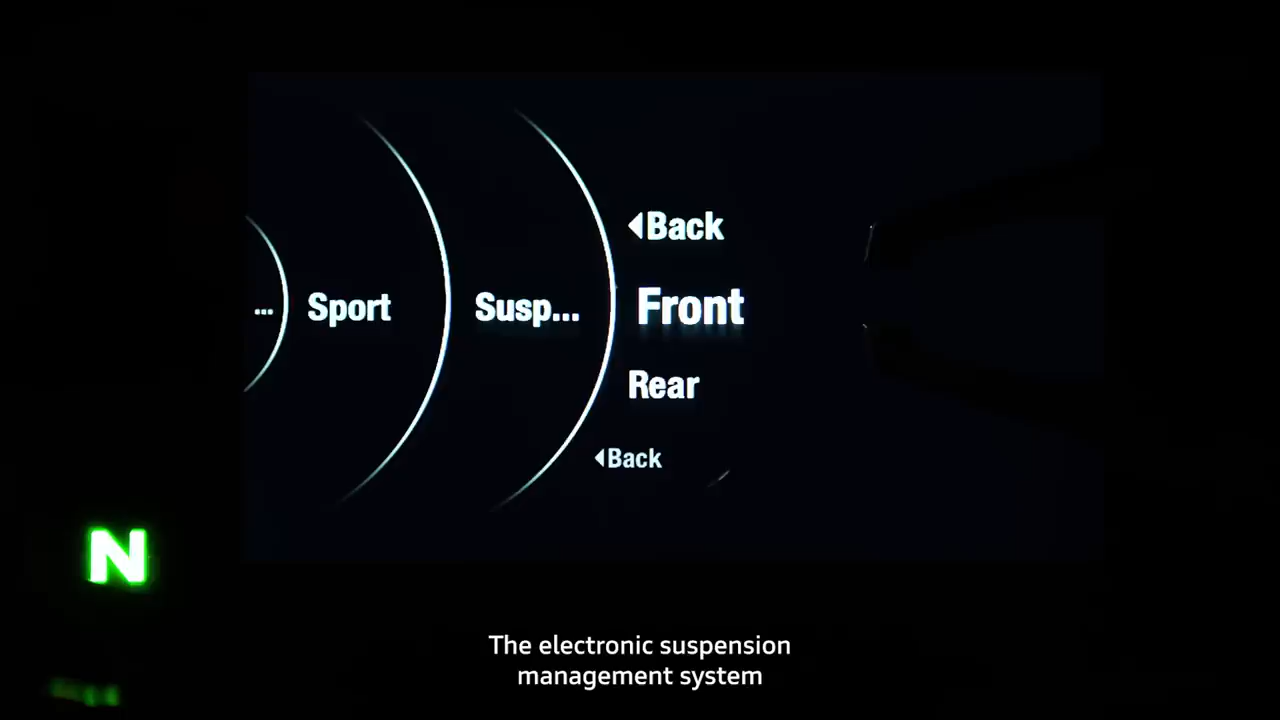 ◀Back
... Sport Susp... Front
Rear
◀Back
N
The electronic suspension
management system